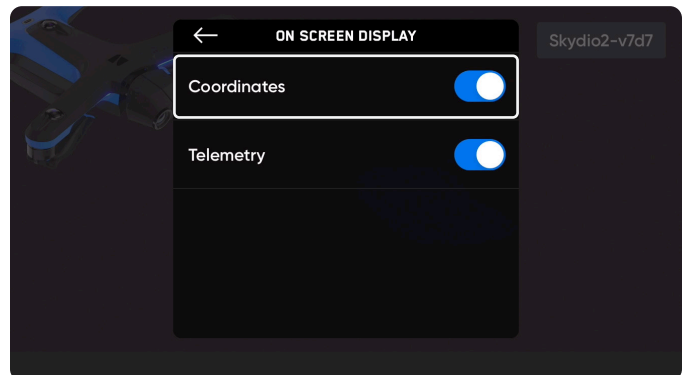 ON SCREEN DISPLAY
Skydio2-v7d7
Coordinates
Telemetry